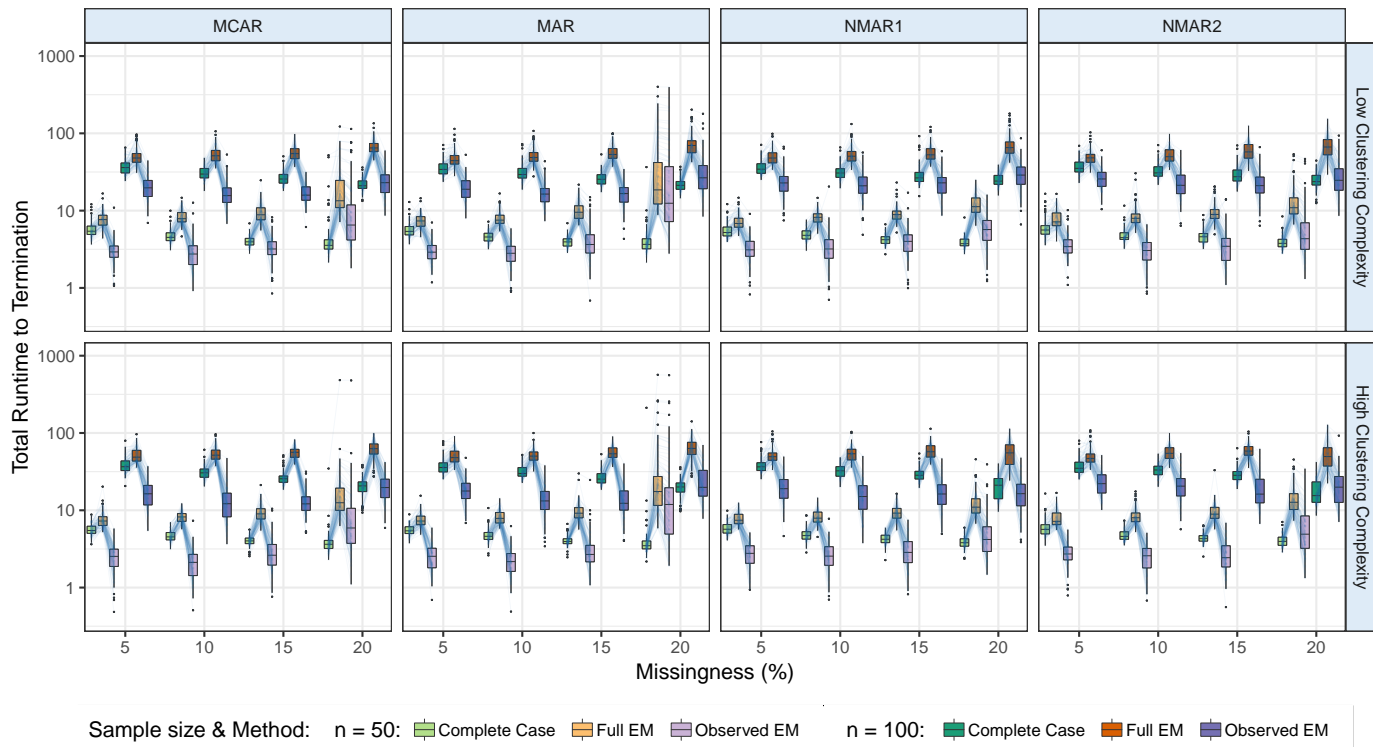 MCAR
MAR
NMAR1
NMAR2
1000
100
10
1
Low Clustering Complexity
1000
100
10
1
High Clustering Complexity
Total Runtime to Termination
5 10 15 20
5 10 15 20
5 10 15 20
5 10 15 20
Missingness (%)
Sample size & Method: n = 50: Complete Case Full EM Observed EM n = 100: Complete Case Full EM Observed EM